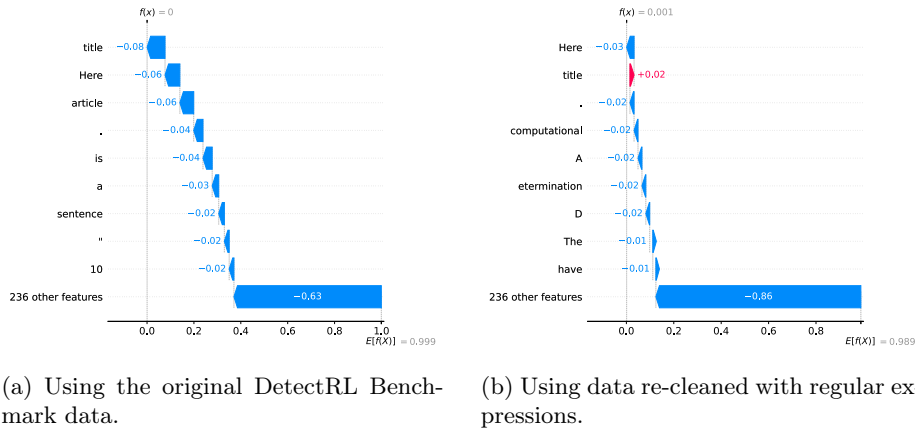 f(x) = 0
title
−0.08
Here
−0.06
article
−0.06
.
−0.04
is
−0.04
a
−0.03
sentence
−0.02
"
−0.02
10
−0.02
236 other features
−0.63
0.0 0.2 0.4 0.6 0.8 1.0
E[f(X)] = 0.999
(a) Using the original DetectRL Bench-
mark data.
f(x) = 0.001
Here
−0.03
title
+0.02
.
−0.02
computational
−0.02
A
−0.02
etermination
−0.02
D
−0.02
The
−0.01
have
−0.01
236 other features
−0.86
0.0 0.2 0.4 0.6 0.8
E[f(X)] = 0.989
(b) Using data re-cleaned with regular ex
pressions.